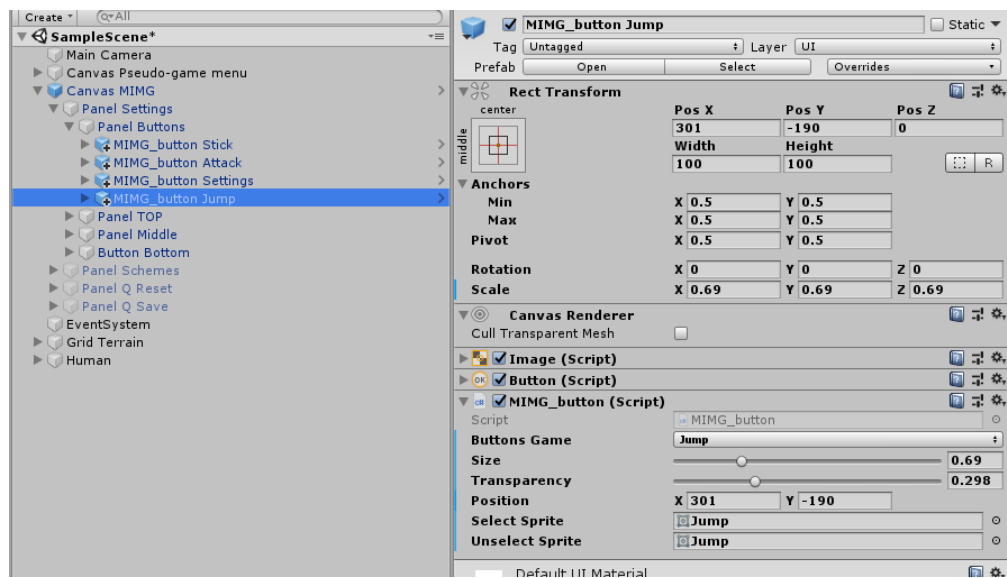 Create
All
SampleScene*
Main Camera
Canvas Pseudo-game menu
Canvas MIMG
Panel Settings
Panel Buttons
MIMG_button Stick
MIMG_button Attack
MIMG_button Settings
MIMG_button Jump
Panel TOP
Panel Middle
Button Bottom
Panel Schemes
Panel Q Reset
Panel Q Save
EventSystem
Grid Terrain
Human
MIMG_button Jump Static
Tag Untagged Layer UI
Prefab Open Select Overrides
Rect Transform
center Pos X Pos Y Pos Z
middle 301 -190 0
Width Height
100 100 R
Anchors
Min X 0.5 Y 0.5
Max X 0.5 Y 0.5
Pivot X 0.5 Y 0.5
Rotation X 0 Y 0 Z 0
Scale X 0.69 Y 0.69 Z 0.69
Canvas Renderer
Cull Transparent Mesh
Image (Script)
OK Button (Script)
C# MIMG_button (Script)
Script MIMG_button
Buttons Game Jump
Size 0.69
Transparency 0.298
Position X 301 Y -190
Select Sprite Jump
Unselect Sprite Jump
Default UI Material